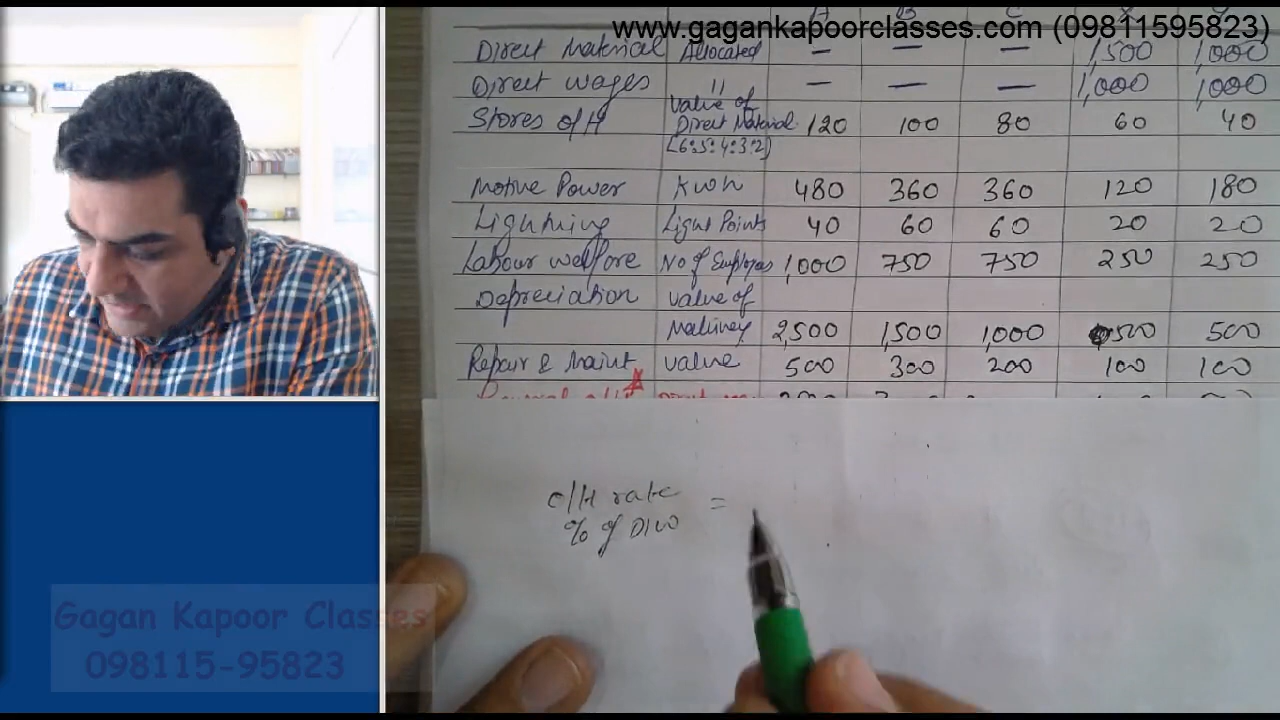 www.gagankapoorclasses.com (09811595823)
A B C X Y
Direct Material Allocated — — — 1,500 1,000
Direct wages 11 — — — 1,000 1,000
Stores O/H Value of Direct Material 120 100 80 60 40
(6:5:4:3:2)
Motive Power KWH 480 360 360 120 180
Lightning Light Points 40 60 60 20 20
Labour welfare No of Employees 1,000 750 750 250 250
Depreciation value of
Machinery 2,500 1,500 1,000 500 500
Repair & Maint value 500 300 200 100 100
O/H rate =
% of DLW
Gagan Kapoor Classes
098115-95823